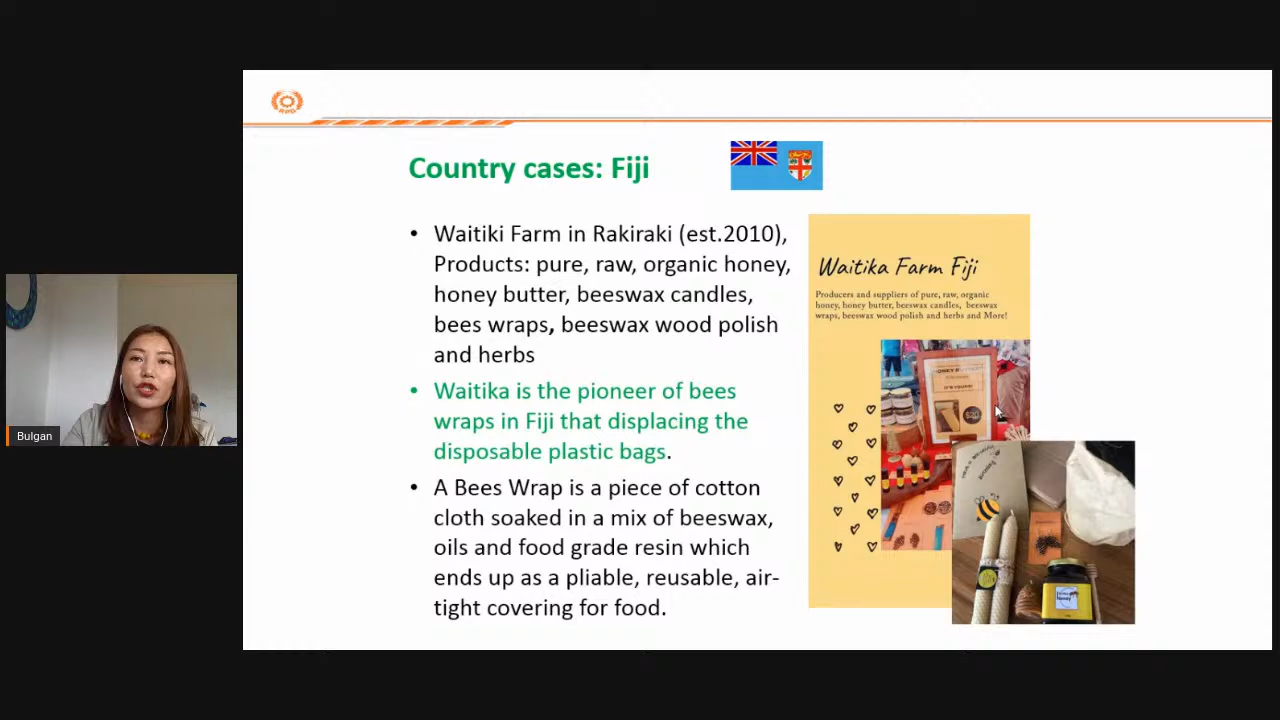 Country cases: Fiji
• Waitiki Farm in Rakiraki (est.2010),
Products: pure, raw, organic honey,
honey butter, beeswax candles,
bees wraps, beeswax wood polish
and herbs
• Waitika is the pioneer of bees
wraps in Fiji that displacing the
disposable plastic bags.
• A Bees Wrap is a piece of cotton
cloth soaked in a mix of beeswax,
oils and food grade resin which
ends up as a pliable, reusable, air-
tight covering for food.
Waitika Farm Fiji
Producers and suppliers of pure, raw, organic
honey, honey butter, beeswax candles, beeswax
wraps, beeswax wood polish and herbs and More!
Bulgan